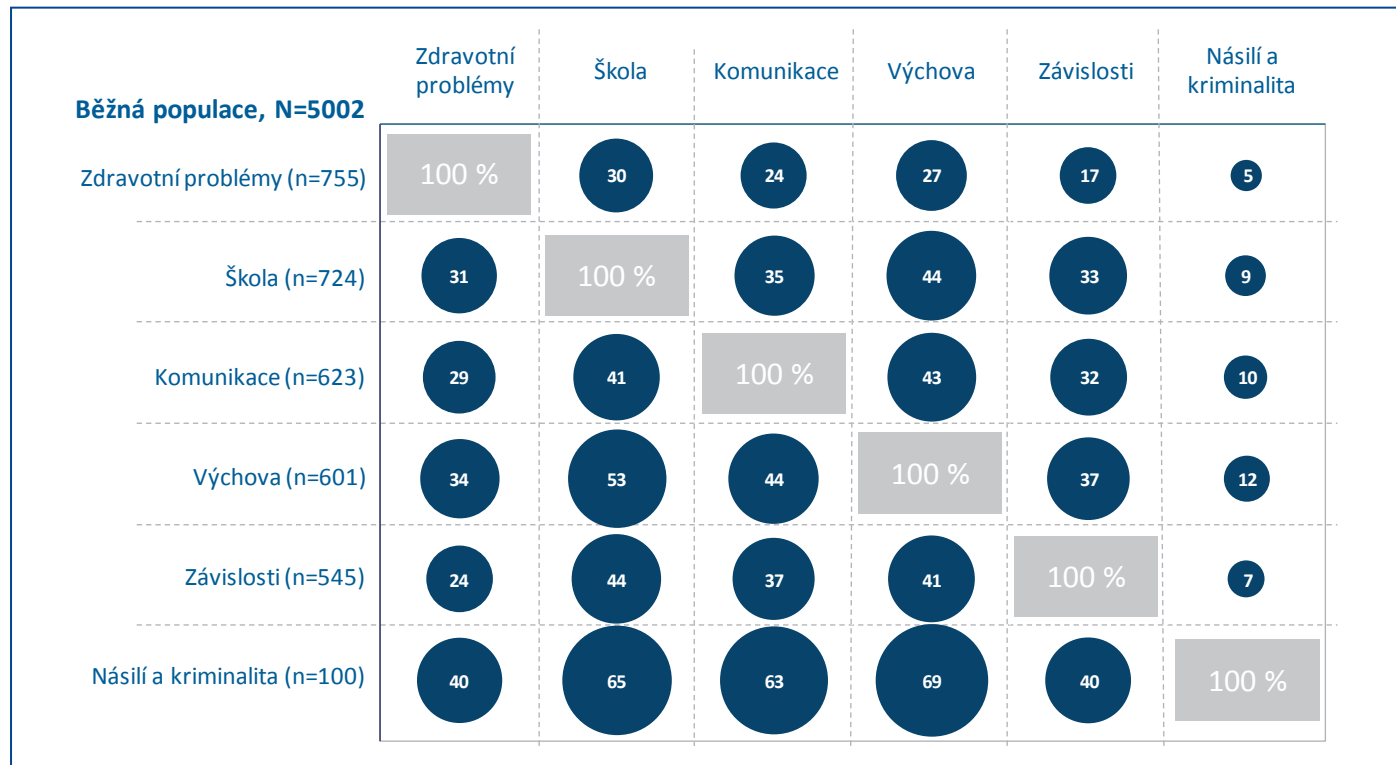 Zdravotní
problémy
Škola
Komunikace
Výchova
Závislosti
Násilí a
kriminalita
Běžná populace, N=5002
Zdravotní problémy (n=755) 100 % 30 24 27 17 5
Škola (n=724) 31 100 % 35 44 33 9
Komunikace (n=623) 29 41 100 % 43 32 10
Výchova (n=601) 34 53 44 100 % 37 12
Závislosti (n=545) 24 44 37 41 100 % 7
Násilí a kriminalita (n=100) 40 65 63 69 40 100 %